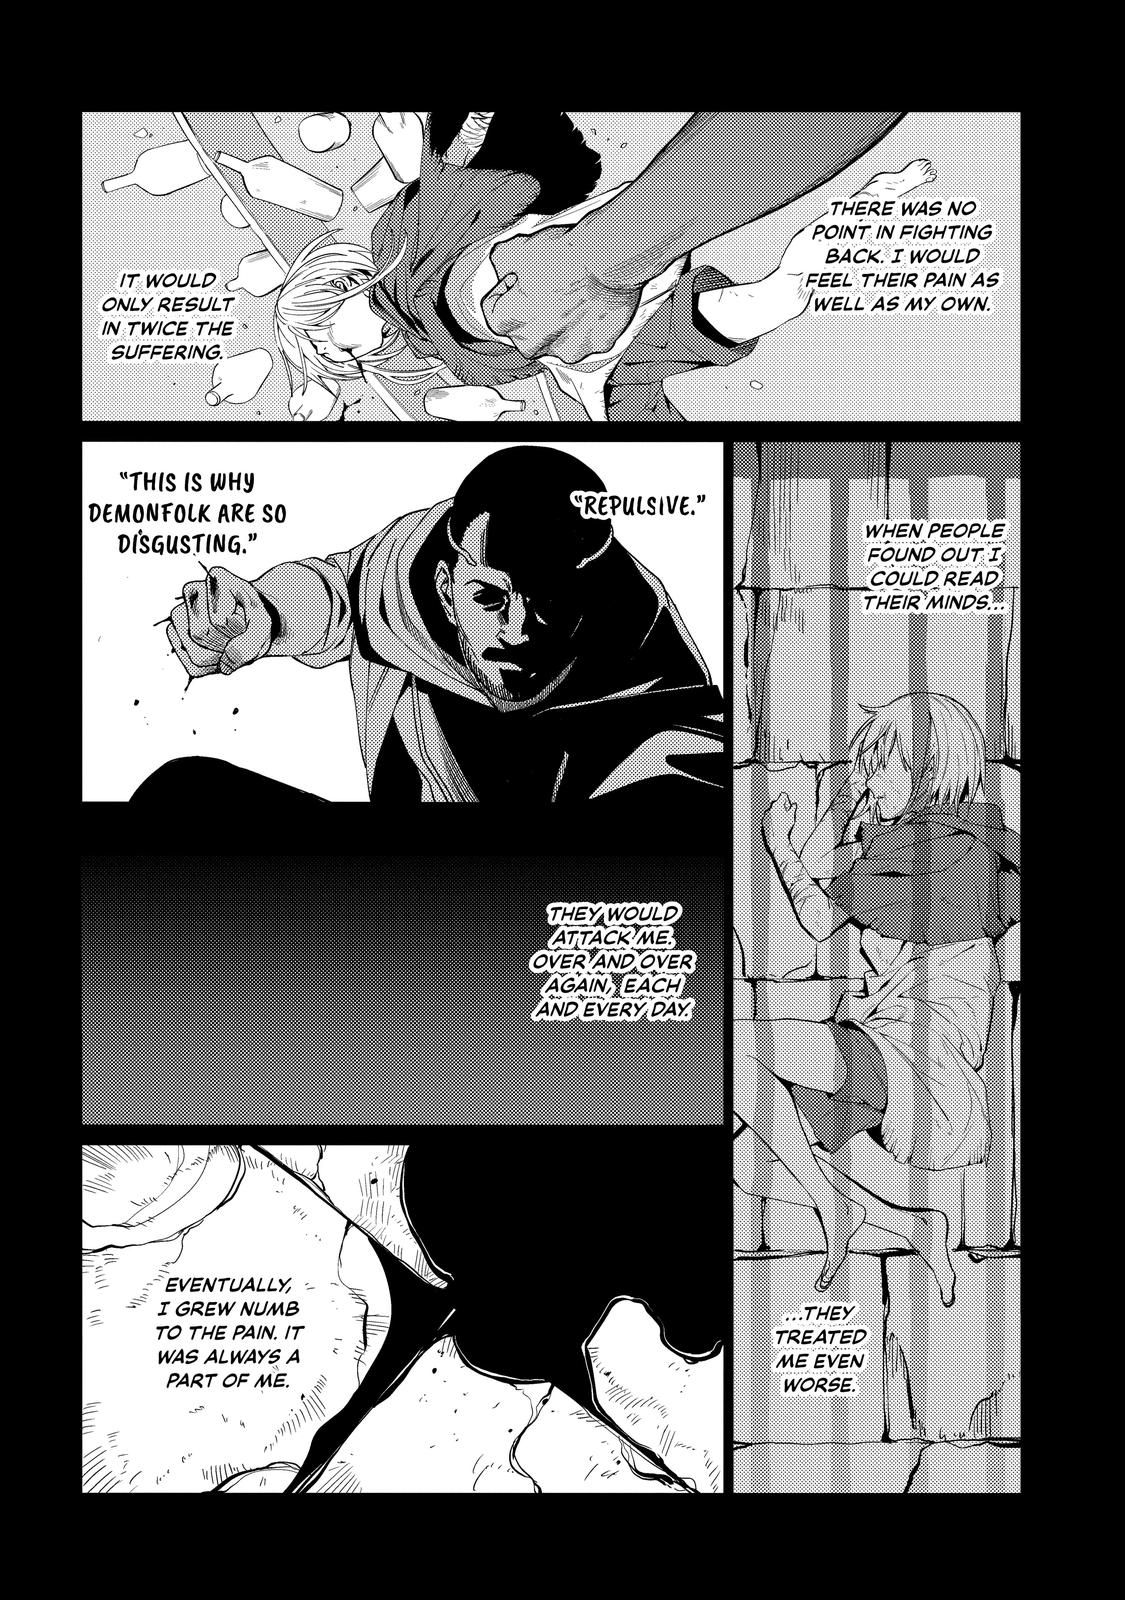 THERE WAS NO
POINT IN FIGHTING
BACK. I WOULD
FEEL THEIR PAIN AS
WELL AS MY OWN.
IT WOULD
ONLY RESULT
IN TWICE THE
SUFFERING.
WHEN PEOPLE
FOUND OUT I
COULD READ
THEIR MINDS...
...THEY
TREATED
ME EVEN
WORSE.
"REPULSIVE."
"THIS IS WHY
DEMONFOLK ARE SO
DISGUSTING."
THEY WOULD
ATTACK ME.
OVER AND OVER
AGAIN, EACH
AND EVERY DAY.
EVENTUALLY,
I GREW NUMB
TO THE PAIN. IT
WAS ALWAYS A
PART OF ME.